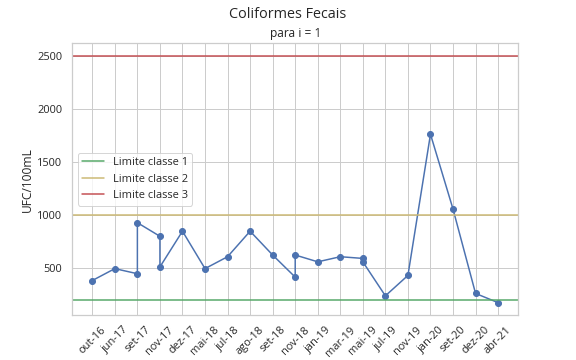 Coliformes Fecais
para i = 1
UFC/100mL
2500
2000
1500
1000
500
Limite classe 1
Limite classe 2
Limite classe 3
out-16
jun-17
set-17
nov-17
dez-17
mai-18
jul-18
ago-18
set-18
nov-18
jan-19
mar-19
mai-19
jul-19
nov-19
jan-20
set-20
dez-20
abr-21